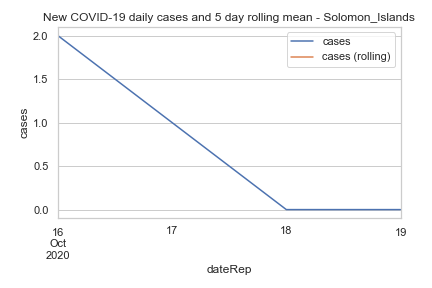 New COVID-19 daily cases and 5 day rolling mean - Solomon_Islands
cases
cases (rolling)
2.0
1.5
1.0
0.5
0.0
cases
16
17
18
19
Oct
2020
dateRep